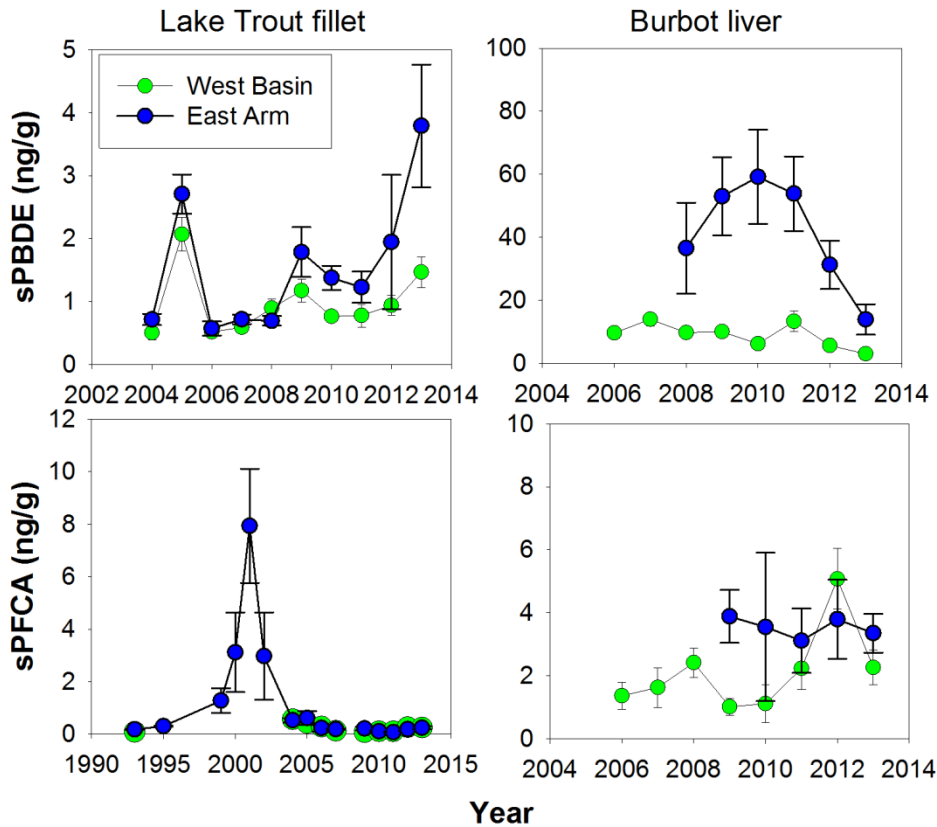 Lake Trout fillet
Burbot liver
West Basin
East Arm
sPBDE (ng/g)
5
4
3
2
1
0
2002 2004 2006 2008 2010 2012 2014
100
80
60
40
20
0
2004 2006 2008 2010 2012 2014
sPFCA (ng/g)
12
10
8
6
4
2
0
1990 1995 2000 2005 2010 2015
10
8
6
4
2
0
2004 2006 2008 2010 2012 2014
Year